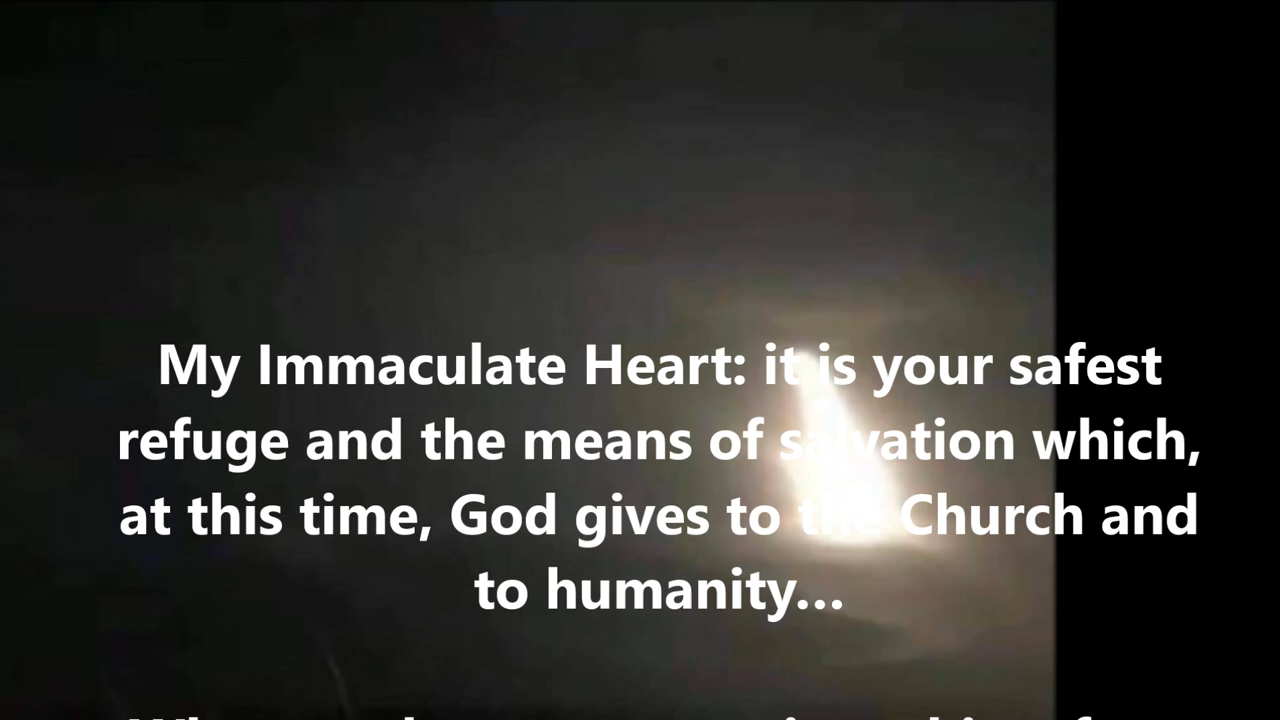 My Immaculate Heart: it is your safest
refuge and the means of salvation which,
at this time, God gives to the Church and
to humanity…